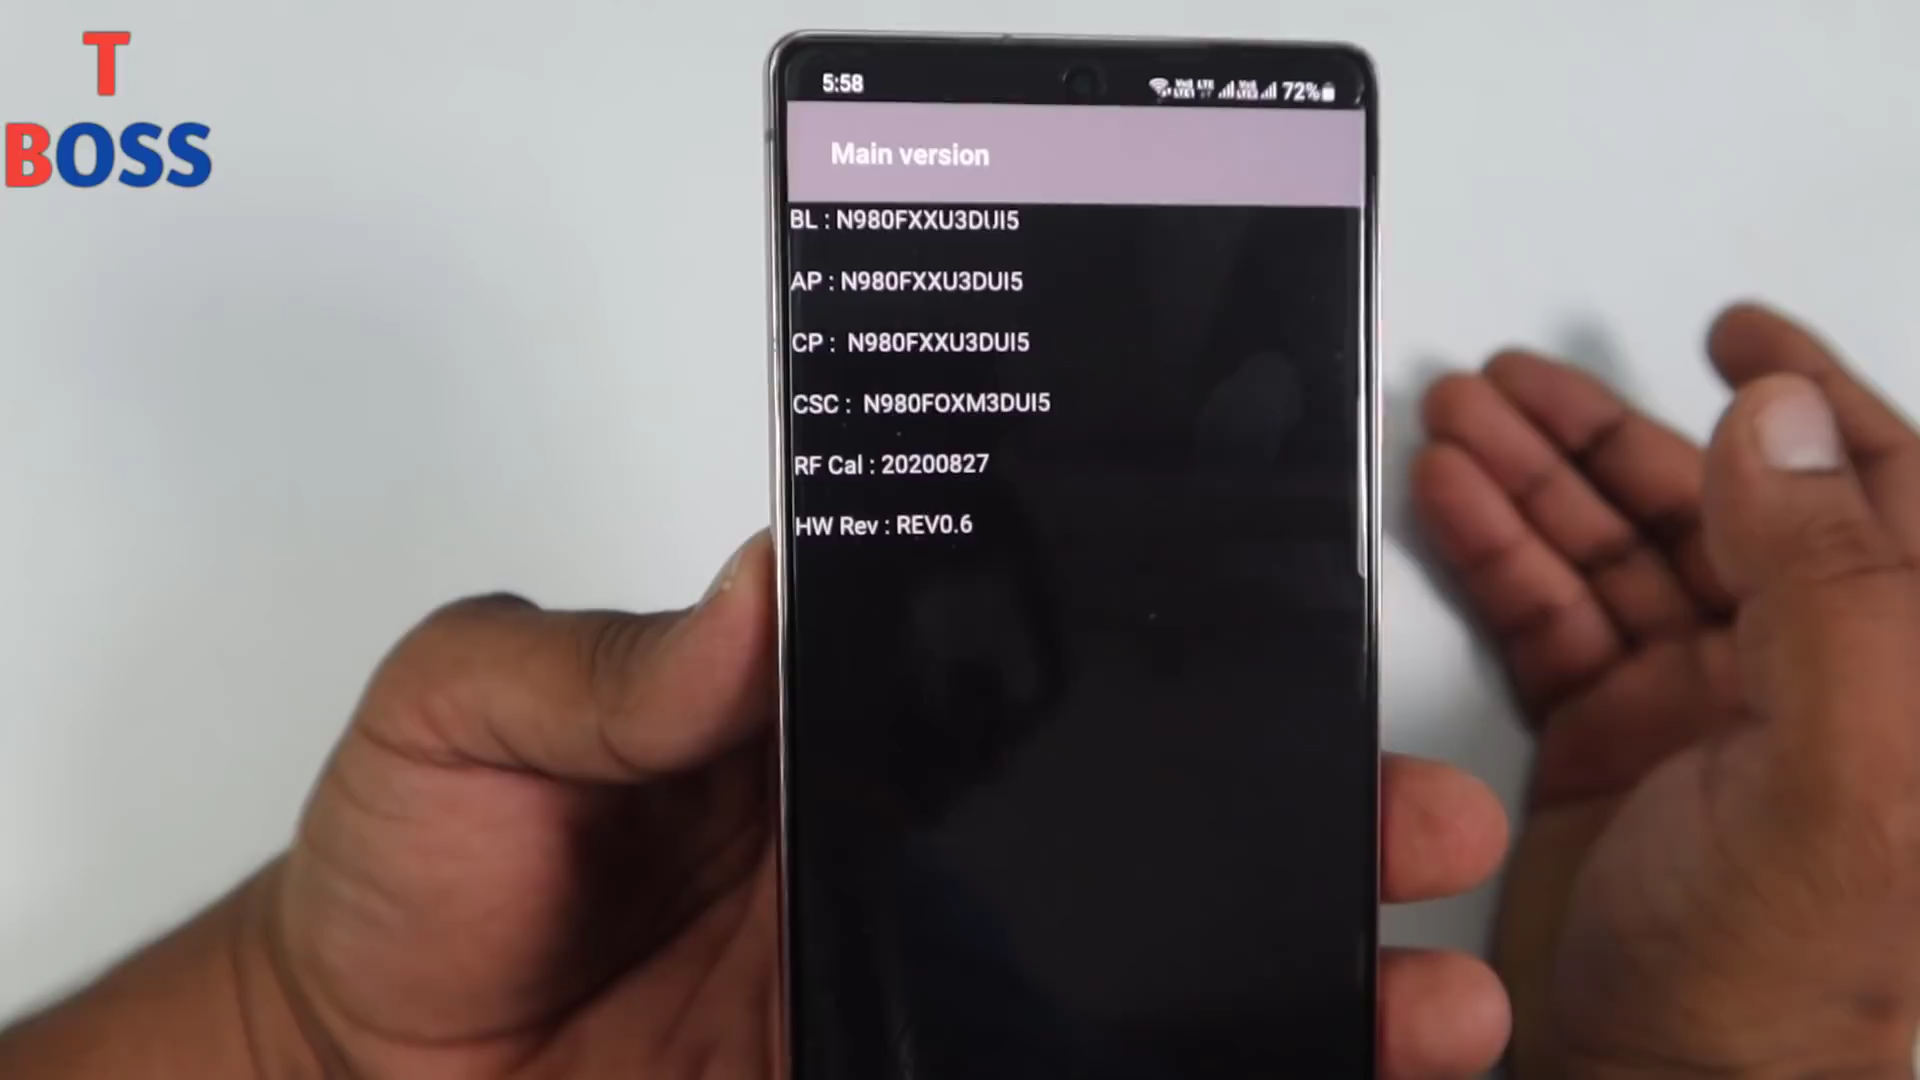 T
BOSS
5:58
72%
Main version
BL : N980FXXU3DUI5
AP : N980FXXU3DUI5
CP : N980FXXU3DUI5
CSC : N980FOXM3DUI5
RF Cal : 20200827
HW Rev : REV0.6